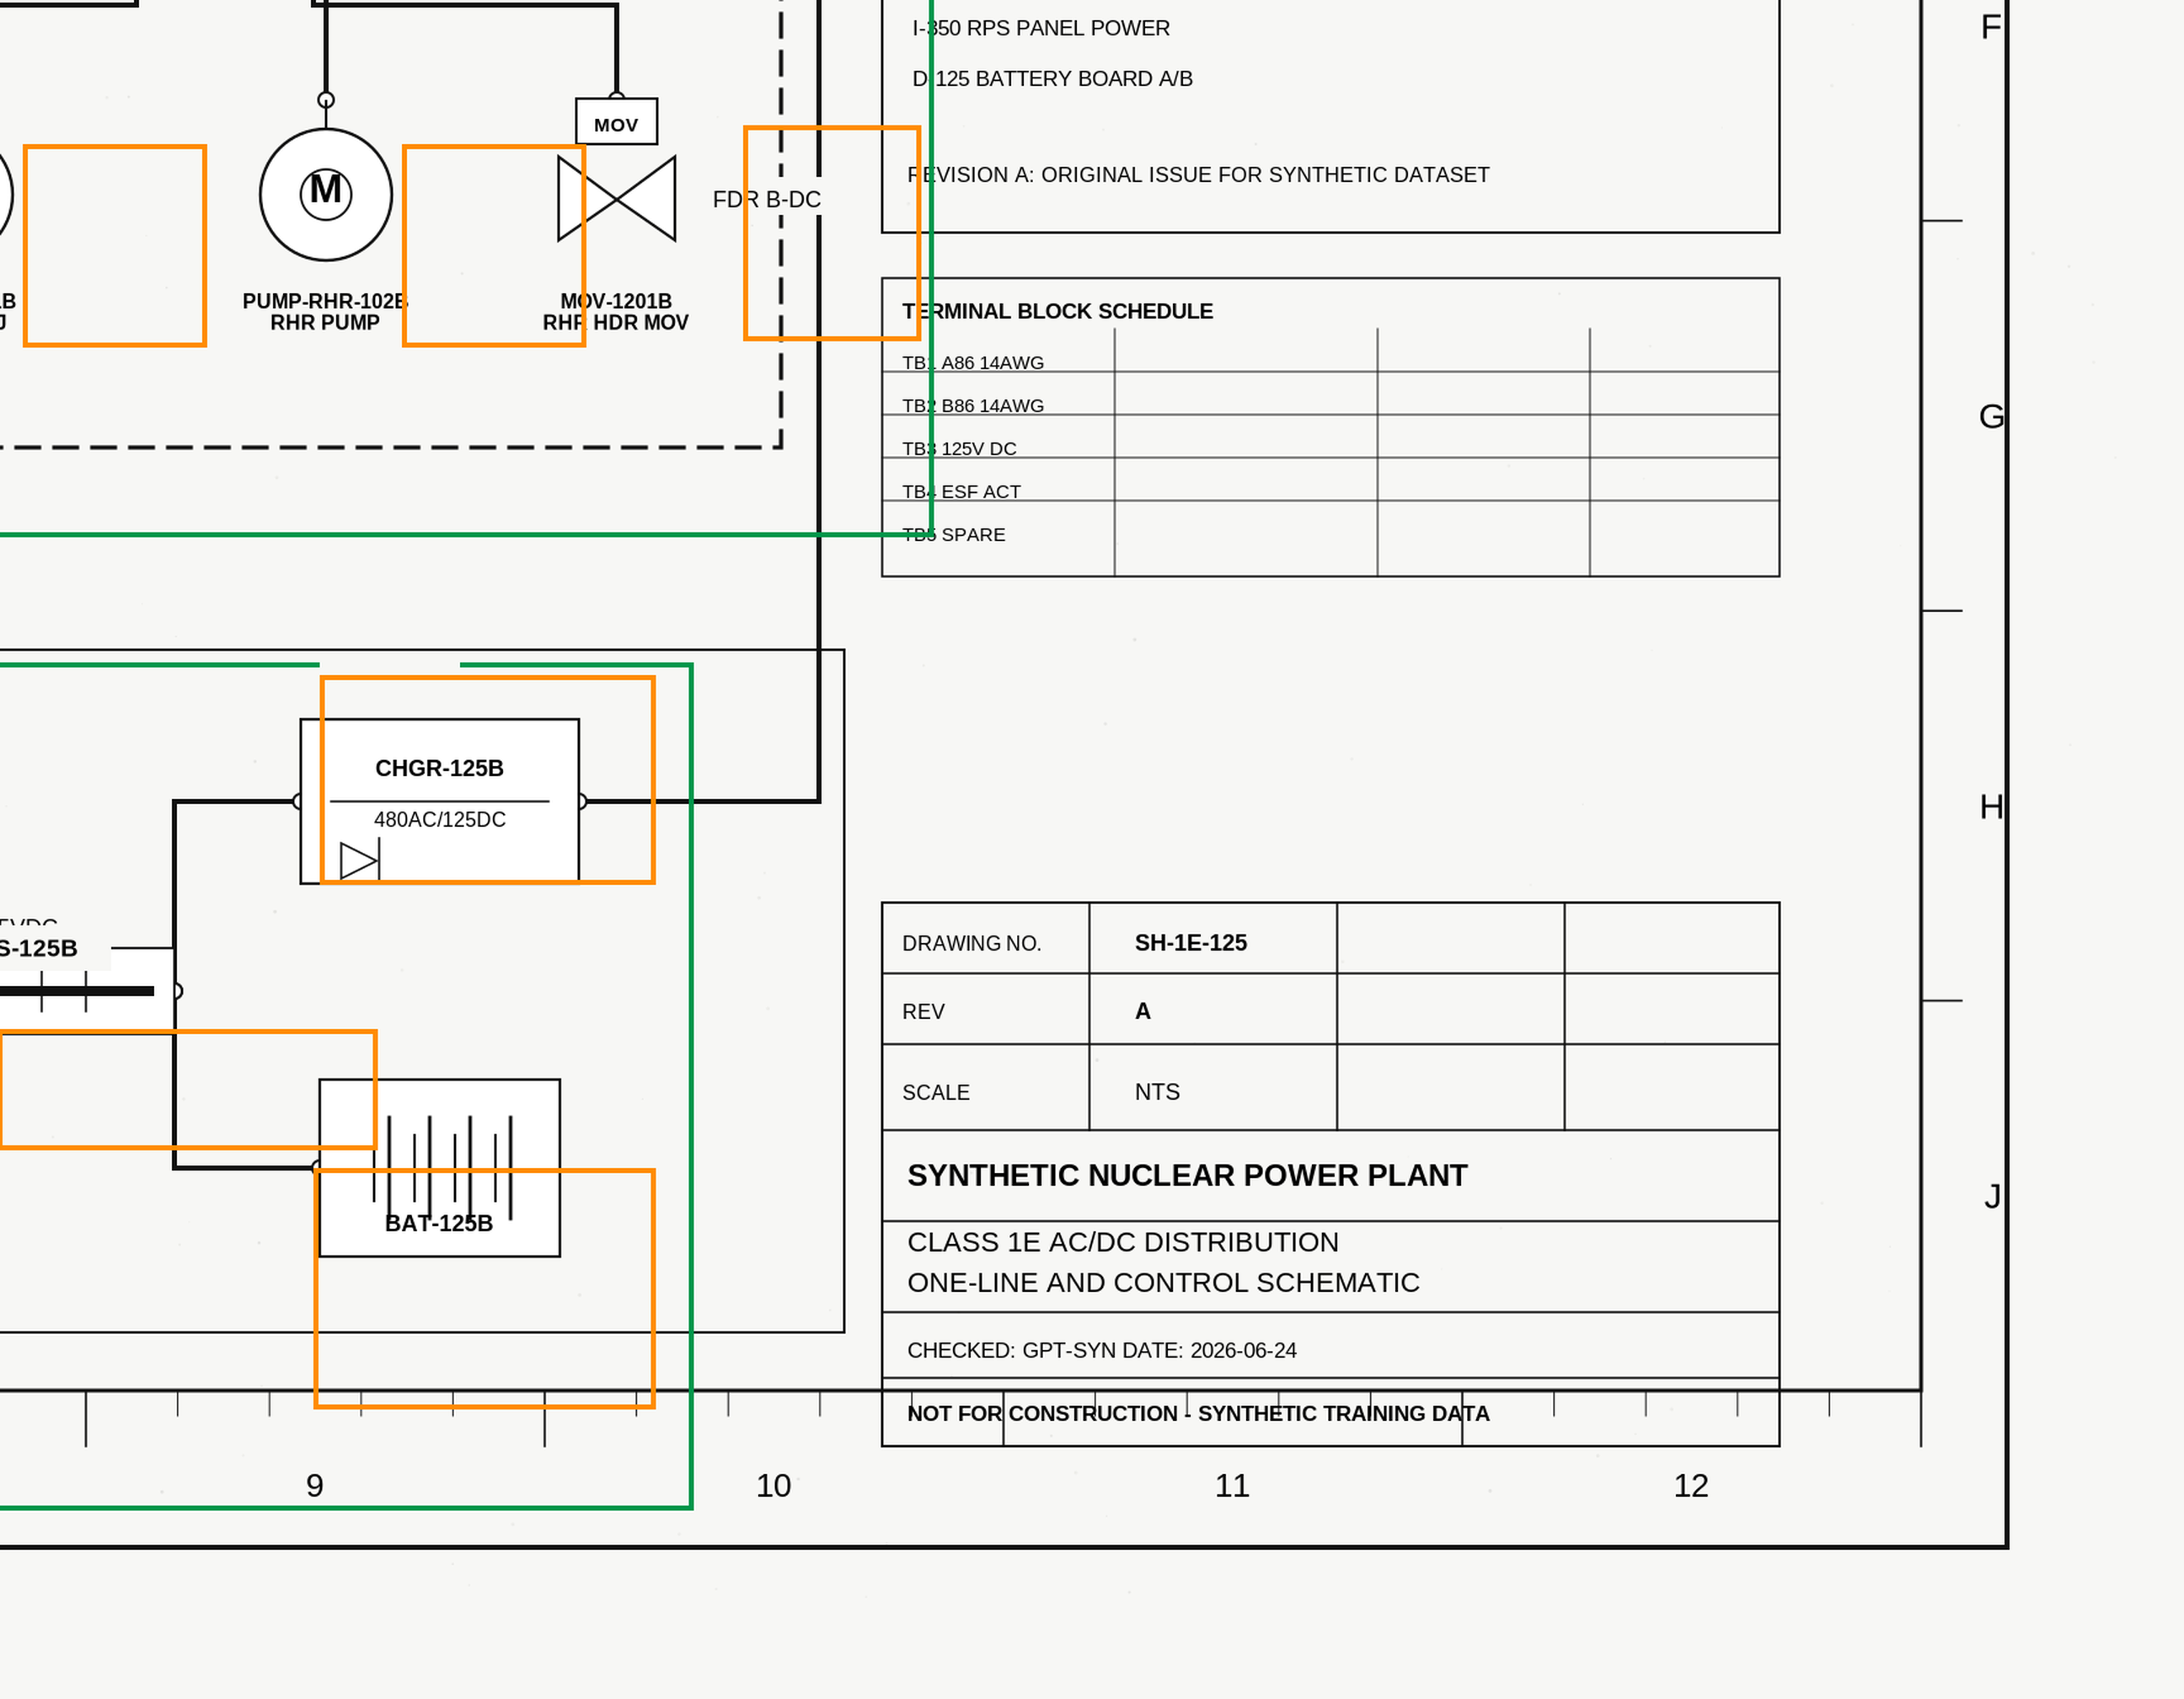 I-350 RPS PANEL POWER
D-125 BATTERY BOARD A/B
REVISION A: ORIGINAL ISSUE FOR SYNTHETIC DATASET
MOV
M
FDR B-DC
PUMP-RHR-102B
RHR PUMP
MOV-1201B
RHR HDR MOV
TERMINAL BLOCK SCHEDULE
TB1 A86 14AWG
TB2 B86 14AWG
TB3 125V DC
TB4 ESF ACT
TB5 SPARE
CHGR-125B
480AC/125DC
S-125B
BAT-125B
DRAWING NO. SH-1E-125
REV A
SCALE NTS
SYNTHETIC NUCLEAR POWER PLANT
CLASS 1E AC/DC DISTRIBUTION
ONE-LINE AND CONTROL SCHEMATIC
CHECKED: GPT-SYN DATE: 2026-06-24
NOT FOR CONSTRUCTION - SYNTHETIC TRAINING DATA
9 10 11 12
F
G
H
J